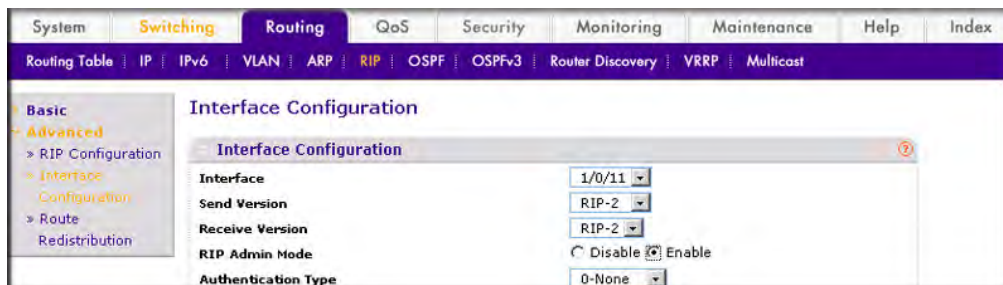 System Switching Routing QoS Security Monitoring Maintenance Help Index
Routing Table | IP | IPv6 | VLAN | ARP | RIP | OSPF | OSPFv3 | Router Discovery | VRRP | Multicast
Basic
Advanced
» RIP Configuration
» Interface
Configuration
» Route
Redistribution
Interface Configuration
Interface Configuration ?
Interface 1/0/11
Send Version RIP-2
Receive Version RIP-2
RIP Admin Mode Disable Enable
Authentication Type 0-None